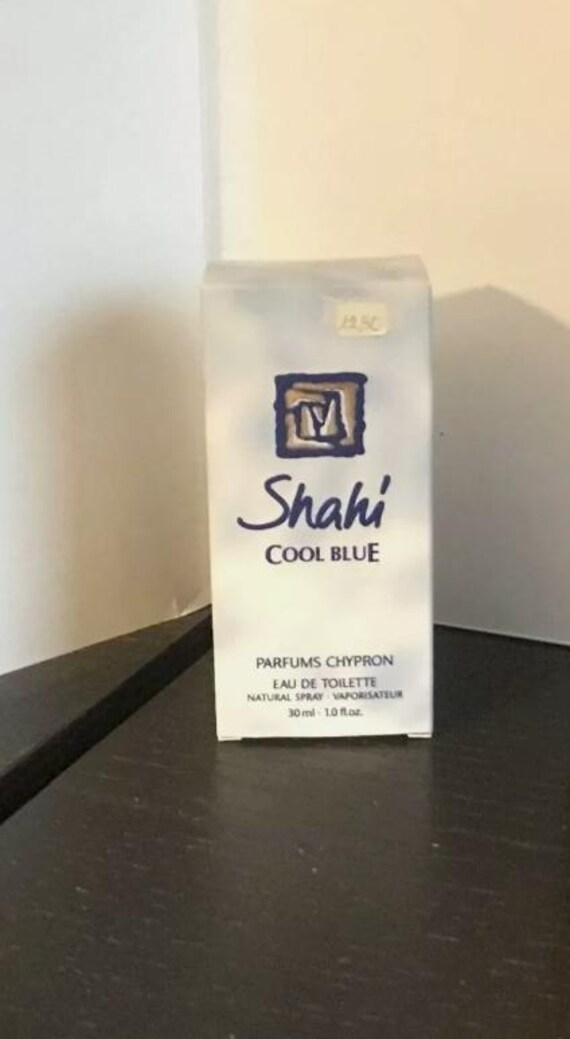 Shahi
COOL BLUE
PARFUMS CHYPRON
EAU DE TOILETTE
NATURAL SPRAY · VAPORISATEUR
30 ml · 1.0 fl.oz.